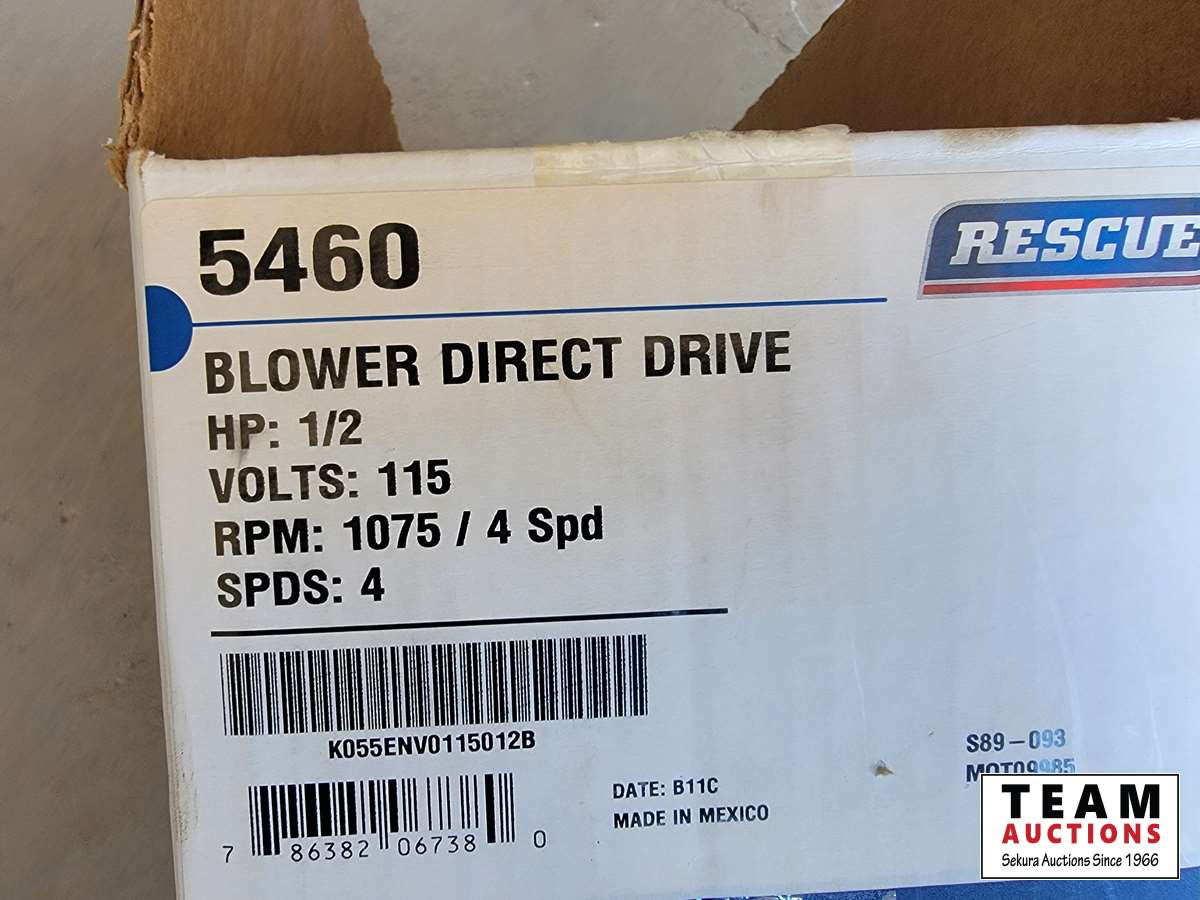 5460
RESCUE
BLOWER DIRECT DRIVE
HP: 1/2
VOLTS: 115
RPM: 1075 / 4 Spd
SPDS: 4
K055ENV0115012B
7 86382 06738 0
DATE: B11C
MADE IN MEXICO
S89-093
MOT09985
TEAM
AUCTIONS
Sekura Auctions Since 1966